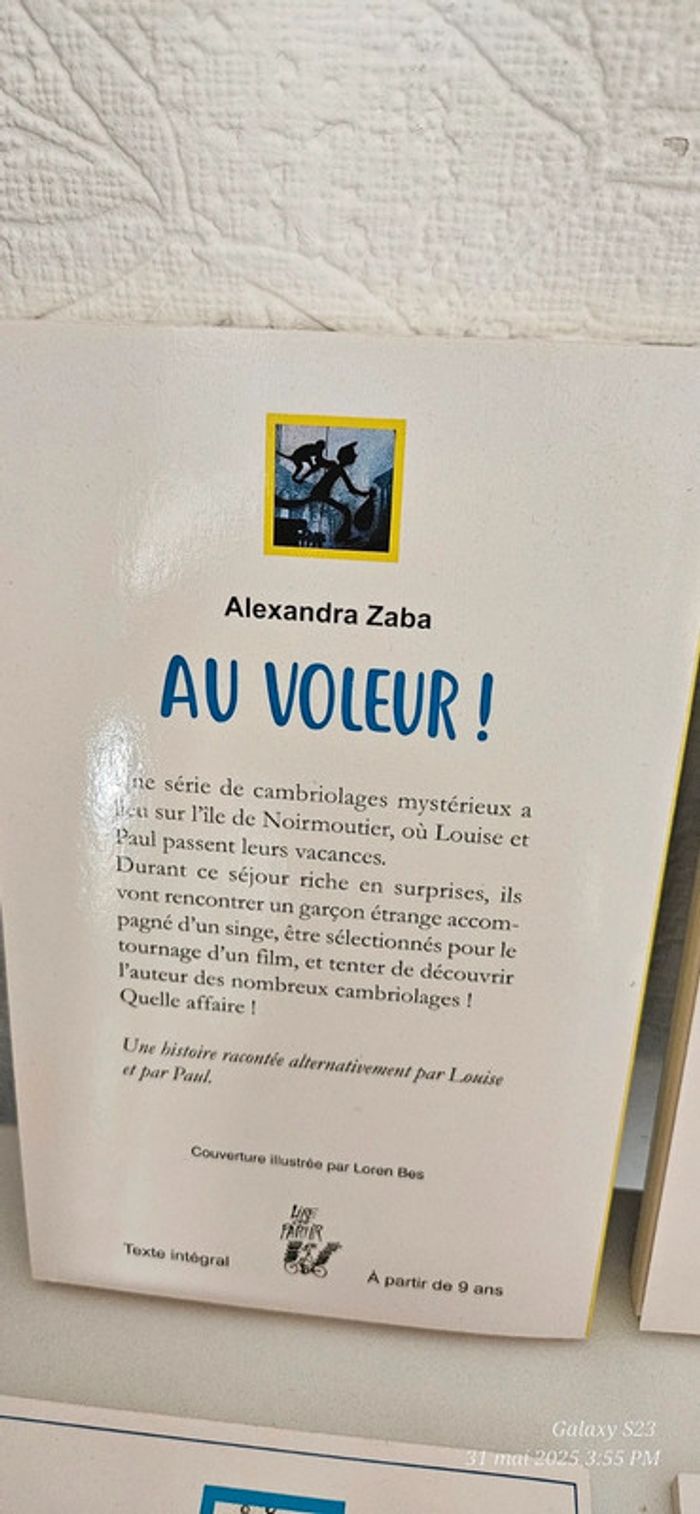 Alexandra Zaba
AU VOLEUR !
Une série de cambriolages mystérieux a
lieu sur l'île de Noirmoutier, où Louise et
Paul passent leurs vacances.
Durant ce séjour riche en surprises, ils
vont rencontrer un garçon étrange accom-
pagné d'un singe, être sélectionnés pour le
tournage d'un film, et tenter de découvrir
l'auteur des nombreux cambriolages !
Quelle affaire !
Une histoire racontée alternativement par Louise
et par Paul.
Couverture illustrée par Loren Bes
LIRE
PARTIR
Texte intégral
À partir de 9 ans
Galaxy S23
31 mai 2025 3:55 PM